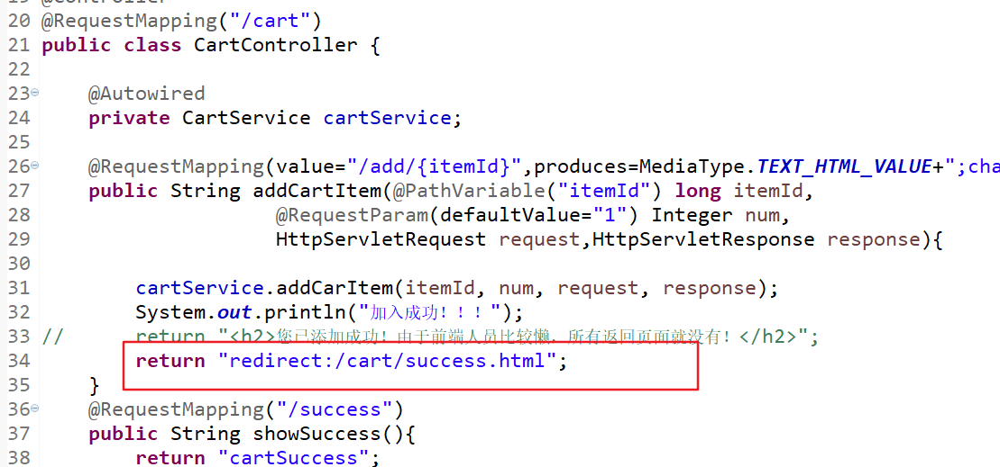 19 @Controller
20 @RequestMapping("/cart")
21 public class CartController {
22
23 @Autowired
24 private CartService cartService;
25
26 @RequestMapping(value="/add/{itemId}",produces=MediaType.TEXT_HTML_VALUE+";cha
27 public String addCartItem(@PathVariable("itemId") long itemId,
28 @RequestParam(defaultValue="1") Integer num,
29 HttpServletRequest request,HttpServletResponse response){
30
31 cartService.addCarItem(itemId, num, request, response);
32 System.out.println("加入成功！！！");
33 // return "<h2>您已添加成功！由于前端人员比较懒，所有返回页面就没有！</h2>";
34 return "redirect:/cart/success.html";
35 }
36 @RequestMapping("/success")
37 public String showSuccess(){
38 return "cartSuccess";